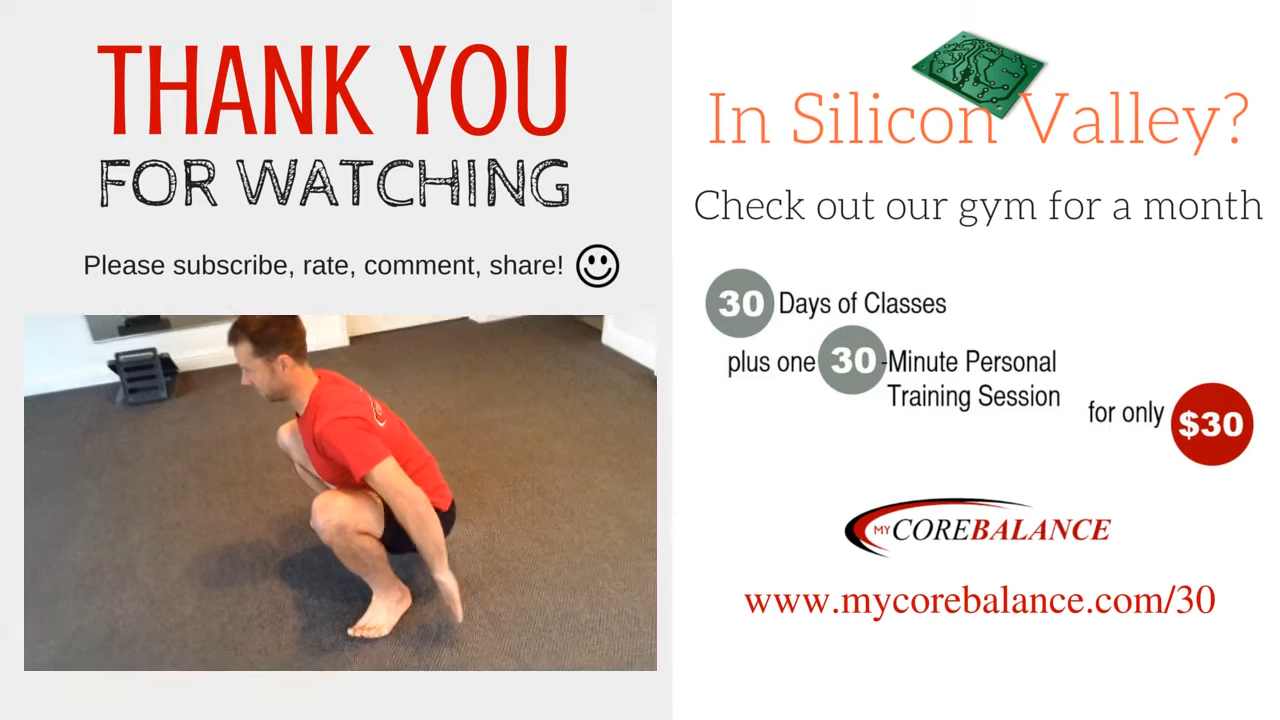 THANK YOU
FOR WATCHING
Please subscribe, rate, comment, share!
In Silicon Valley?
Check out our gym for a month
30 Days of Classes
plus one 30-Minute Personal
Training Session
for only $30
MY COREBALANCE
www.mycorebalance.com/30